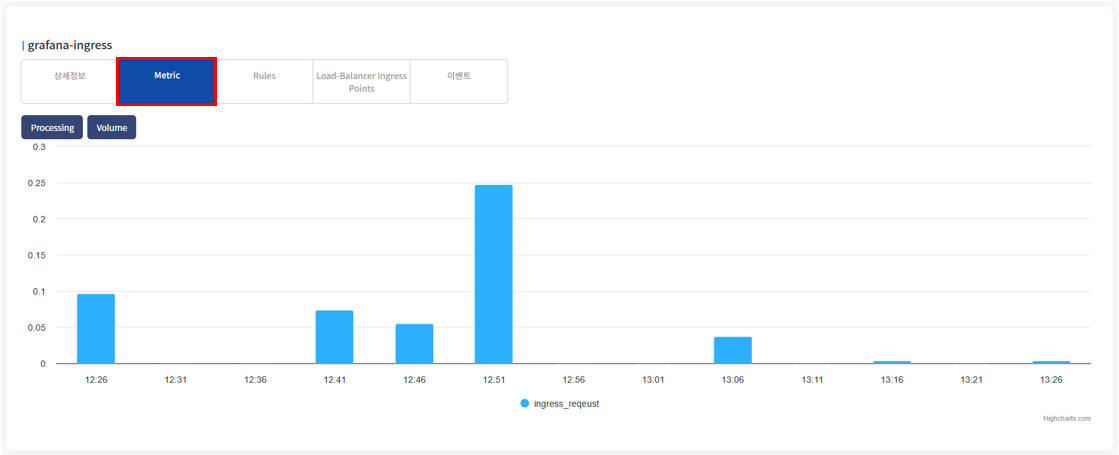 grafana-ingress
상세정보
Metric
Rules
Load-Balancer Ingress
Points
이벤트
Processing
Volume
0.3
0.25
0.2
0.15
0.1
0.05
0
12:26 12:31 12:36 12:41 12:46 12:51 12:56 13:01 13:06 13:11 13:16 13:21 13:26
ingress_reqeust
Highcharts.com